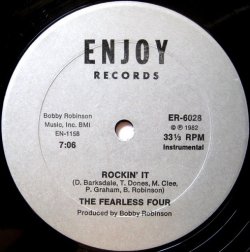 ENJOY
RECORDS
Bobby Robinson
Music, Inc. BMI
EN-1158
7:06
ER-6028
© ℗ 1982
33⅓ RPM
Instrumental
ROCKIN' IT
(D. Barksdale, T. Dones, M. Clee,
P. Graham, B. Robinson)
THE FEARLESS FOUR
Produced by Bobby Robinson